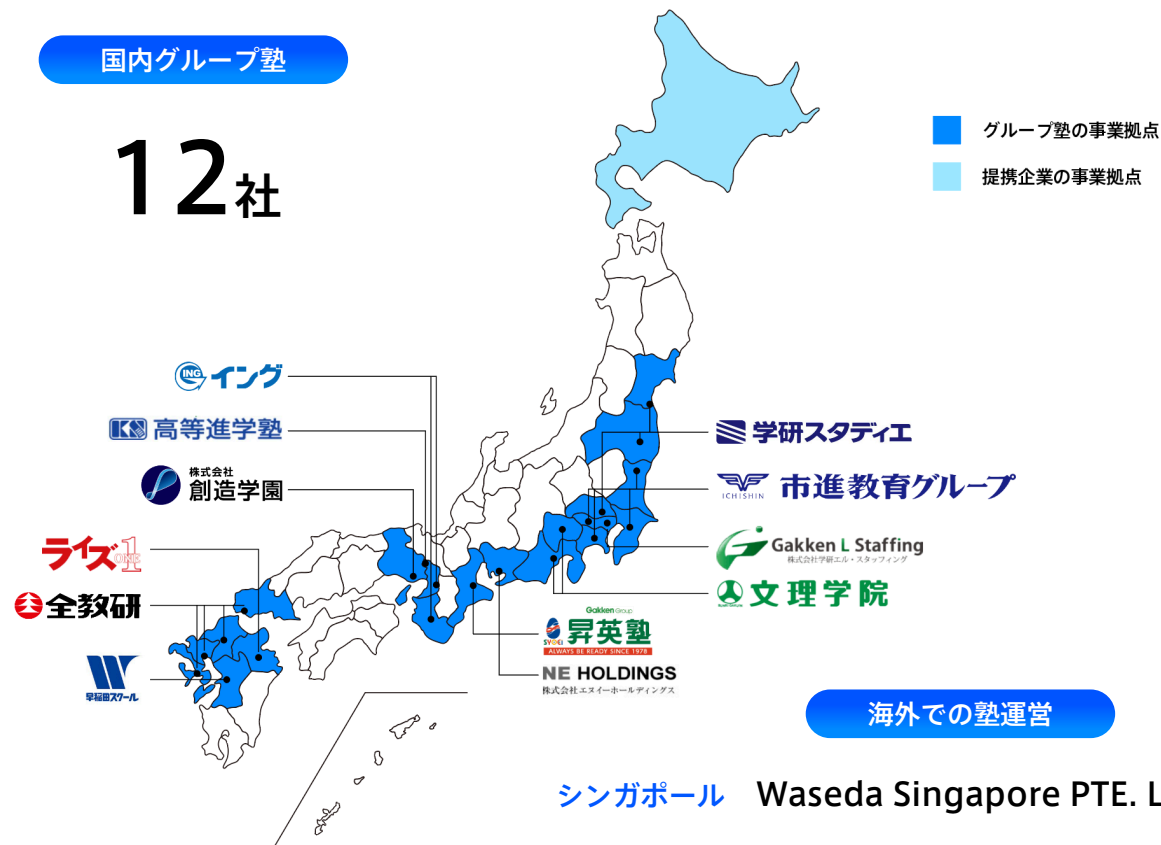 国内グループ塾
12社
グループ塾の事業拠点
提携企業の事業拠点
ING イング
KS 高等進学塾
株式会社
創造学園
ライズ1
ONE
全教研
W
早稲田スクール
学研スタディエ
ICHISHIN 市進教育グループ
Gakken L Staffing
株式会社学研エル・スタッフィング
文理学院
Gakken Group
SYOEI 昇英塾
ALWAYS BE READY SINCE 1978
NE HOLDINGS
株式会社エヌイーホールディングス
海外での塾運営
シンガポール Waseda Singapore PTE. L